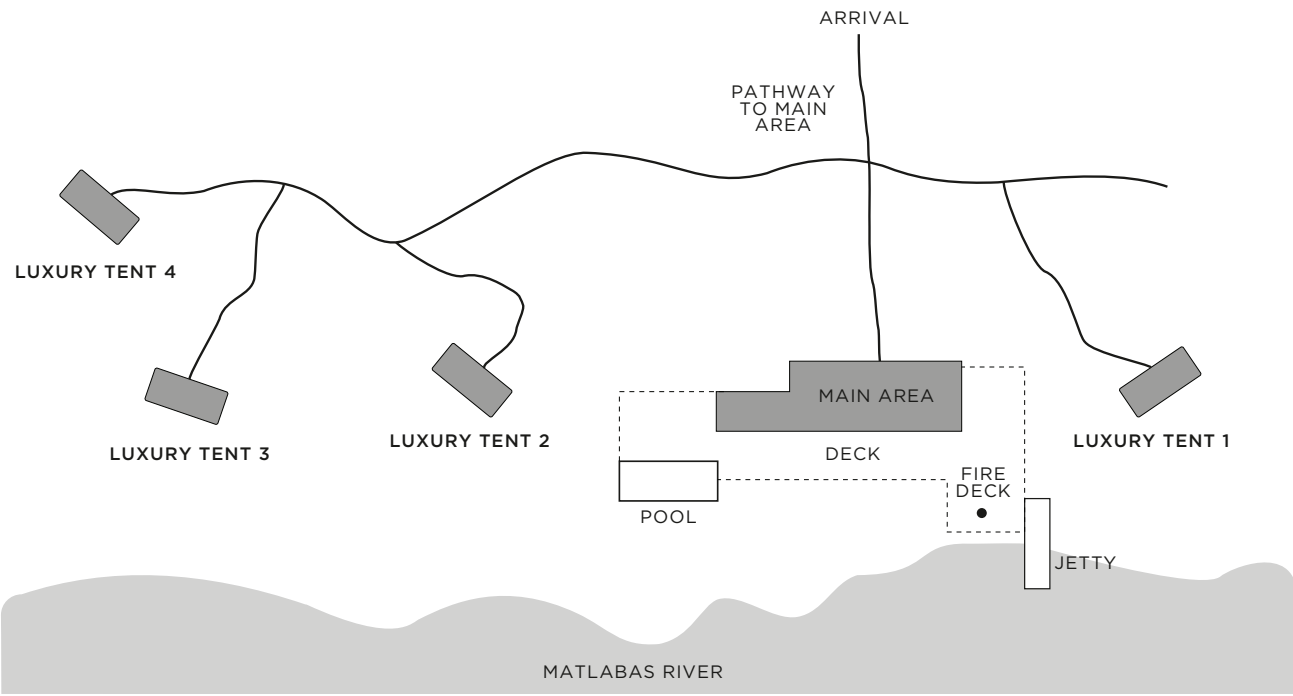 ARRIVAL
PATHWAY
TO MAIN
AREA
LUXURY TENT 4
MAIN AREA
LUXURY TENT 3
LUXURY TENT 2
DECK
LUXURY TENT 1
FIRE
DECK
POOL
JETTY
MATLABAS RIVER